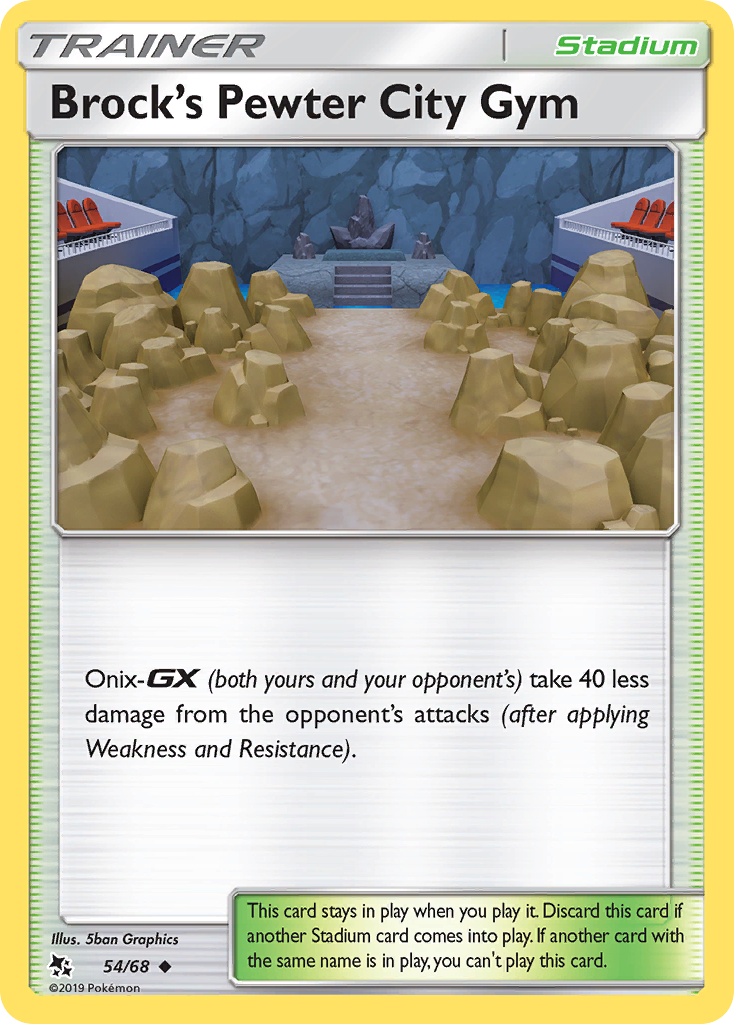 TRAINER Stadium
Brock's Pewter City Gym
Onix-GX (both yours and your opponent's) take 40 less
damage from the opponent's attacks (after applying
Weakness and Resistance).
This card stays in play when you play it. Discard this card if
another Stadium card comes into play. If another card with
the same name is in play, you can't play this card.
Illus. 5ban Graphics
54/68
©2019 Pokémon